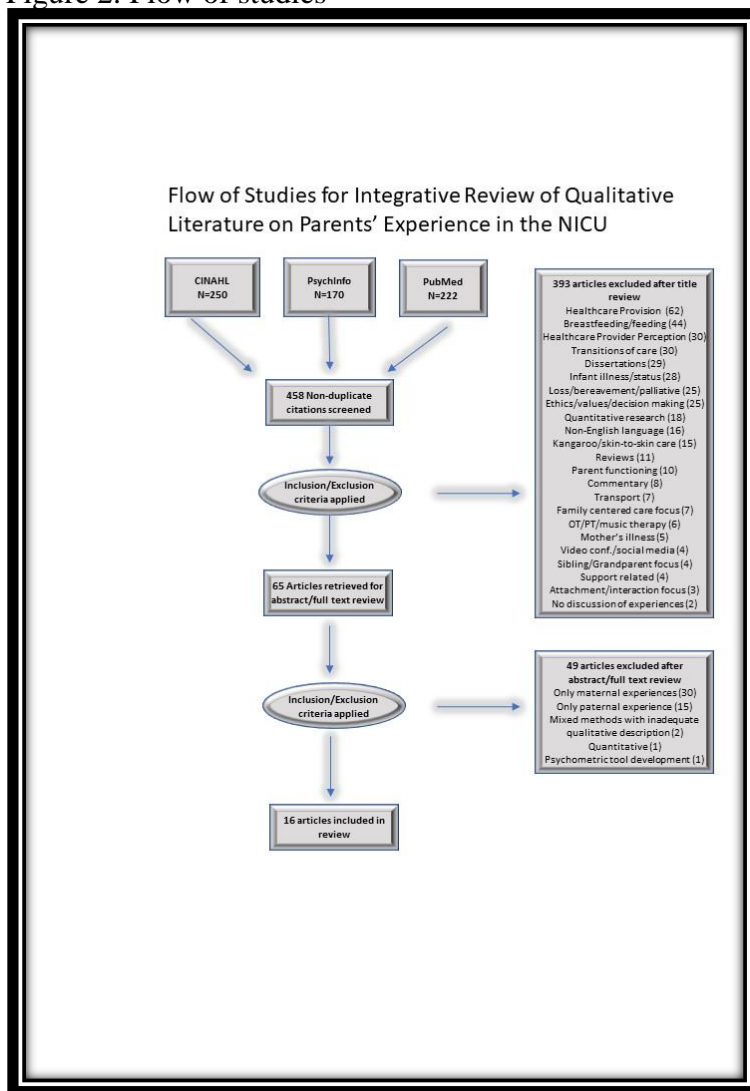 Figure 2. Flow of studies
Flow of Studies for Integrative Review of Qualitative
Literature on Parents' Experience in the NICU
CINAHL
N=250
PsychInfo
N=170
PubMed
N=222
458 Non-duplicate
citations screened
Inclusion/Exclusion
criteria applied
393 articles excluded after title
review
Healthcare Provision (62)
Breastfeeding/feeding (44)
Healthcare Provider Perception (30)
Transitions of care (30)
Dissertations (29)
Infant illness/status (28)
Loss/bereavement/palliative (25)
Ethics/values/decision making (25)
Quantitative research (18)
Non-English language (16)
Kangaroo/skin-to-skin care (15)
Reviews (11)
Parent functioning (10)
Commentary (8)
Transport (7)
Family centered care focus (7)
OT/PT/music therapy (6)
Mother's illness (5)
Video conf./social media (4)
Sibling/Grandparent focus (4)
Support related (4)
Attachment/interaction focus (3)
No discussion of experiences (2)
65 Articles retrieved for
abstract/full text review
Inclusion/Exclusion
criteria applied
49 articles excluded after
abstract/full text review
Only maternal experiences (30)
Only paternal experience (15)
Mixed methods with inadequate
qualitative description (2)
Quantitative (1)
Psychometric tool development (1)
16 articles included in
review